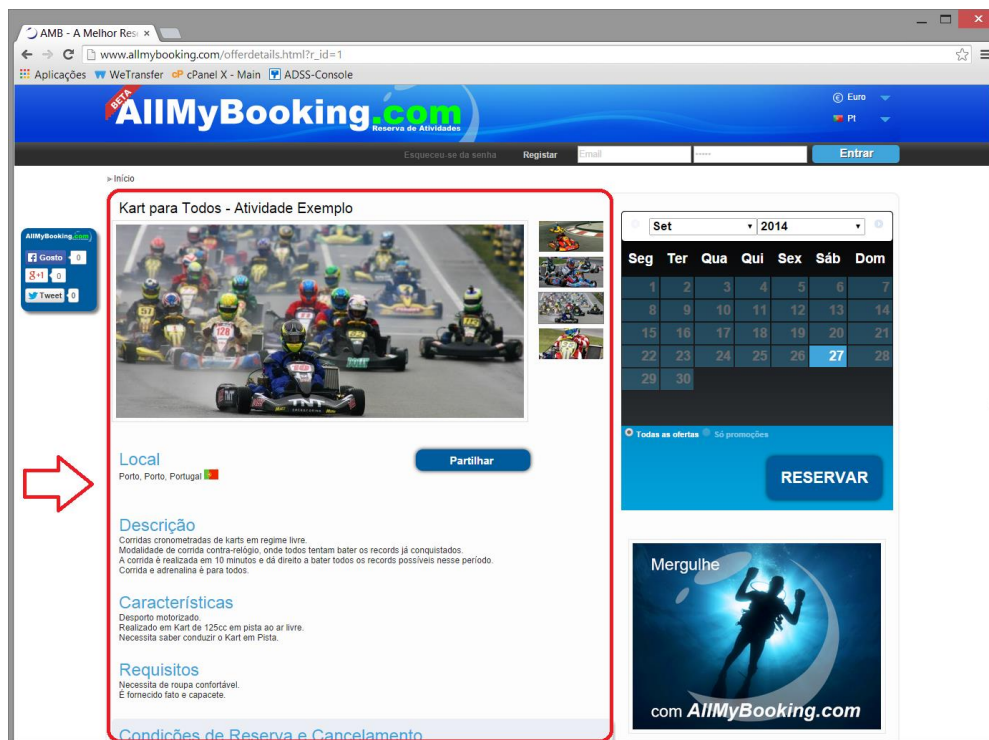 AMB - A Melhor Res
www.allmybooking.com/offerdetails.html?r_id=1
Aplicações WeTransfer cPanel X - Main ADSS-Console
BETA
AllMyBooking.com
Reserva de Atividades
Euro
Pt
Esqueceu-se da senha Registar Email ----- Entrar
Início
Kart para Todos - Atividade Exemplo
AllMyBooking.com
Gosto 0
g+1 0
Tweet 0
128
TNT
Local
Partilhar
Porto, Porto, Portugal
Descrição
Corridas cronometradas de karts em regime livre.
Modalidade de corrida contra-relógio, onde todos tentam bater os records já conquistados.
A corrida é realizada em 10 minutos e dá direito a bater todos os records possíveis nesse período.
Corrida e adrenalina é para todos.
Características
Desporto motorizado.
Realizado em Kart de 125cc em pista ao ar livre.
Necessita saber conduzir o Kart em Pista.
Requisitos
Necessita de roupa confortável.
É fornecido fato e capacete.
Condições de Reserva e Cancelamento
Set 2014
Seg Ter Qua Qui Sex Sáb Dom
1 2 3 4 5 6 7
8 9 10 11 12 13 14
15 16 17 18 19 20 21
22 23 24 25 26 27 28
29 30
Todas as ofertas Só promoções
RESERVAR
Mergulhe
com AllMyBooking.com